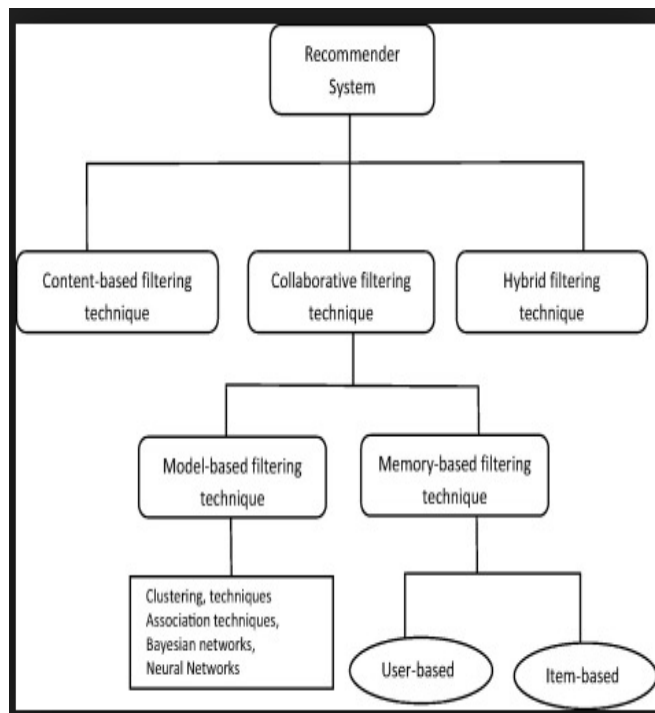 Recommender
System
Content-based filtering
technique
Collaborative filtering
technique
Hybrid filtering
technique
Model-based filtering
technique
Memory-based filtering
technique
Clustering, techniques
Association techniques,
Bayesian networks,
Neural Networks
User-based
Item-based